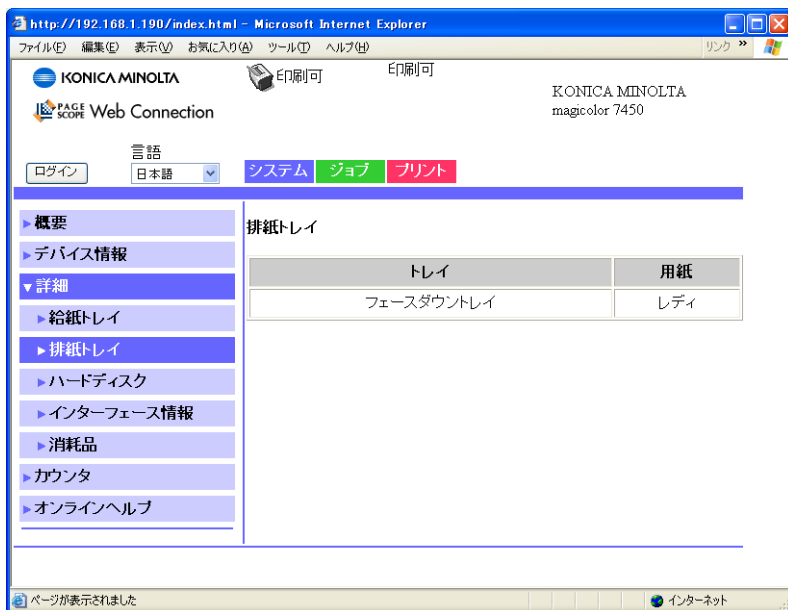 http://192.168.1.190/index.html - Microsoft Internet Explorer
ファイル(F) 編集(E) 表示(V) お気に入り(A) ツール(T) ヘルプ(H) リンク »
KONICA MINOLTA
印刷可
印刷可
KONICA MINOLTA
magicolor 7450
PAGE SCOPE Web Connection
言語
ログイン 日本語
システム ジョブ プリント
概要
デバイス情報
詳細
給紙トレイ
排紙トレイ
ハードディスク
インターフェース情報
消耗品
カウンタ
オンラインヘルプ
排紙トレイ
トレイ 用紙
フェースダウントレイ レディ
ページが表示されました インターネット